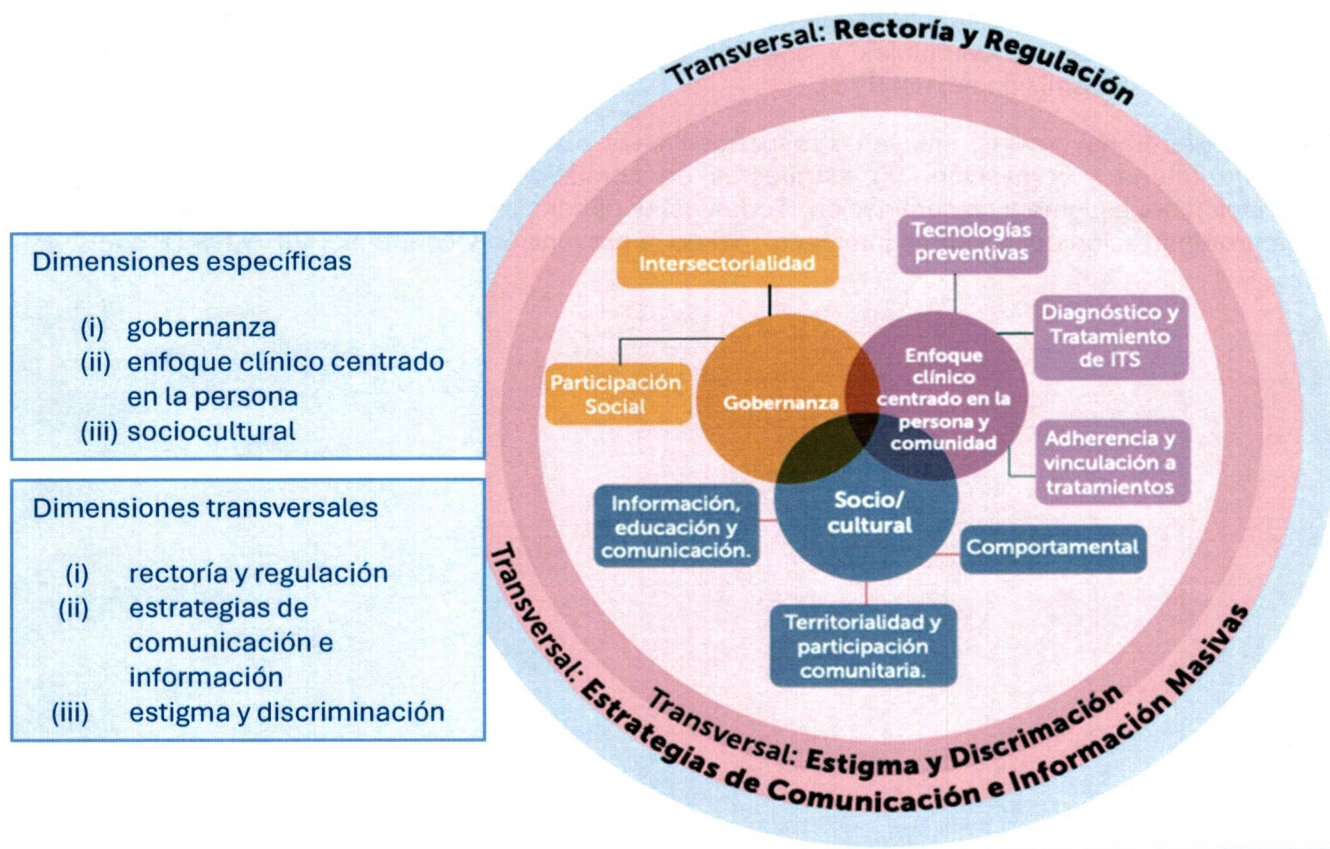 Transversal: Rectoría y Regulación
Dimensiones específicas
(i) gobernanza
(ii) enfoque clínico centrado
en la persona
(iii) sociocultural
Dimensiones transversales
(i) rectoría y regulación
(ii) estrategias de
comunicación e
información
(iii) estigma y discriminación
Intersectorialidad
Participación
Social
Gobernanza
Tecnologías
preventivas
Diagnóstico y
Tratamiento
de ITS
Enfoque
clínico
centrado en la
persona y
comunidad
Adherencia y
vinculación a
tratamientos
Socio/
cultural
Información,
educación y
comunicación.
Comportamental
Territorialidad y
participación
comunitaria.
Transversal: Estigma y Discrimación
Transversal: Estrategias de Comunicación e Información Masivas